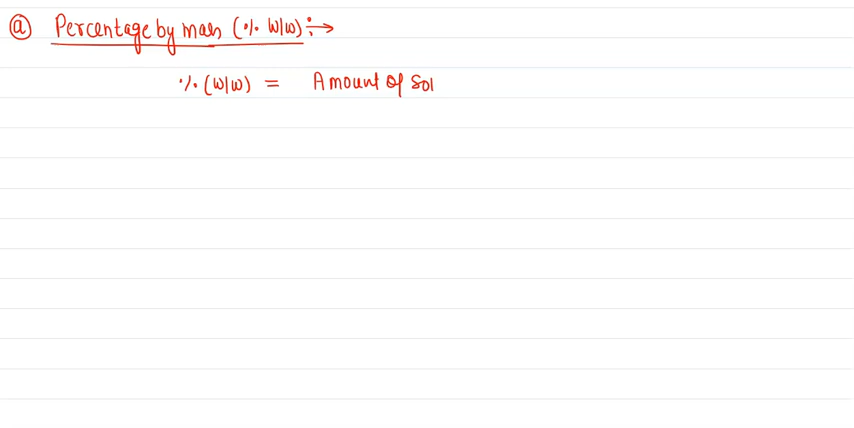 ⓐ Percentage by mass (% W/W) :→
% (W/W) = Amount of Sol